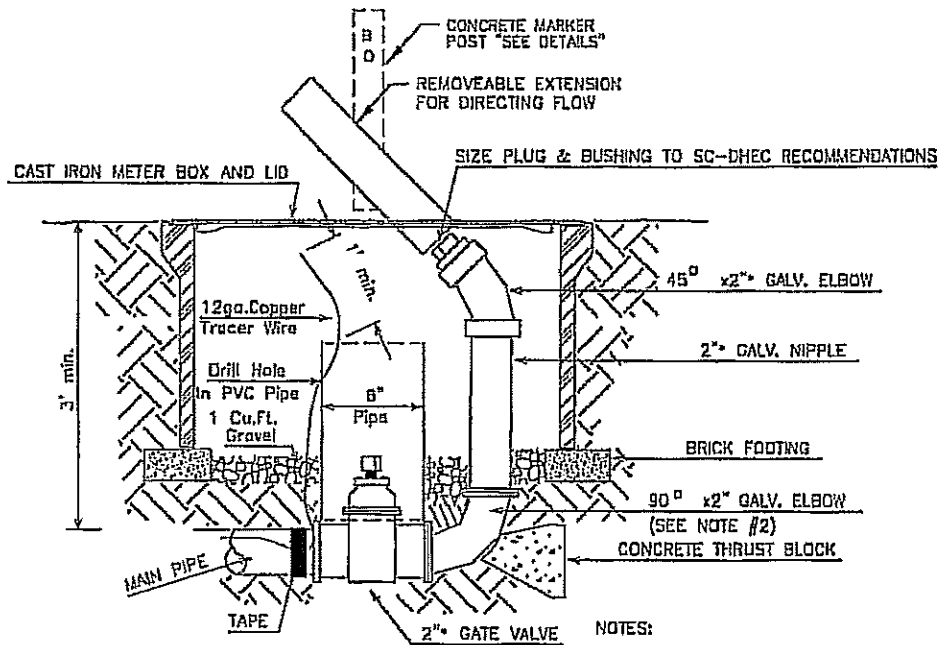 B
O
CONCRETE MARKER
POST "SEE DETAILS"
REMOVEABLE EXTENSION
FOR DIRECTING FLOW
SIZE PLUG & BUSHING TO SC-DHEC RECOMMENDATIONS
CAST IRON METER BOX AND LID
1' min.
45° x2"* GALV. ELBOW
12ga.Copper
Tracer Wire
2"* GALV. NIPPLE
3' min.
Drill Hole
In PVC Pipe
6"
Pipe
1 Cu.Ft.
Gravel
BRICK FOOTING
90° x2" GALV. ELBOW
(SEE NOTE #2)
CONCRETE THRUST BLOCK
MAIN PIPE
TAPE
2"* GATE VALVE
NOTES: